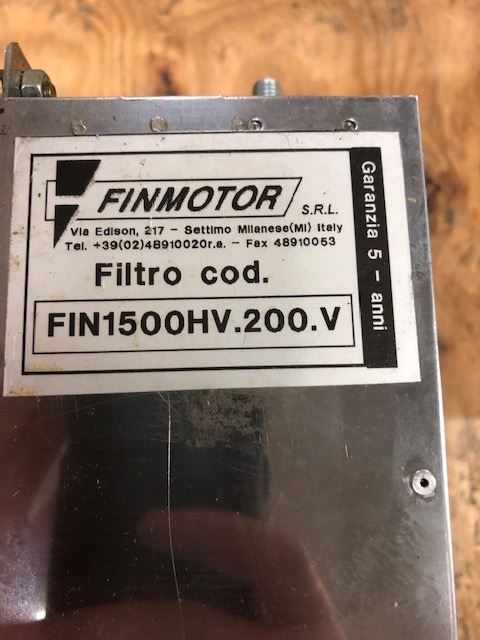 FINMOTOR S.R.L.
Via Edison, 217 - Settimo Milanese(MI) Italy
Tel. +39(02)48910020r.a. - Fax 48910053
Filtro cod.
FIN1500HV.200.V
Garanzia 5 - anni